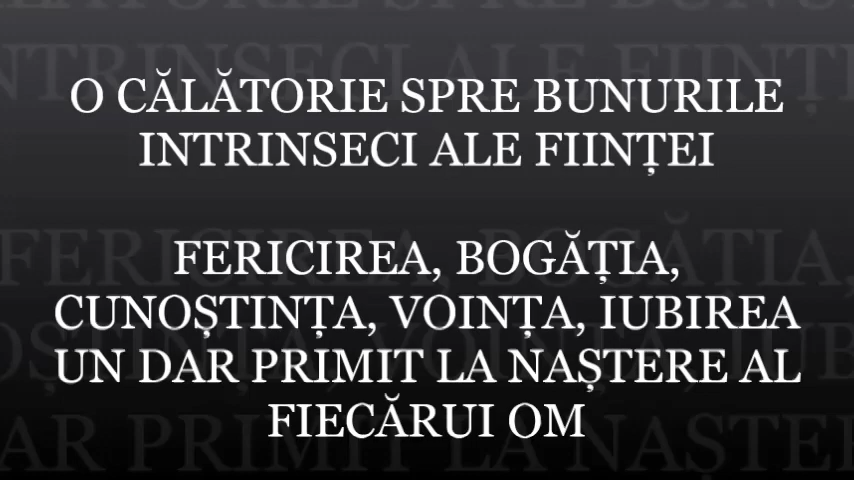 O CĂLĂTORIE SPRE BUNURILE
INTRINSECI ALE FIINȚEI
FERICIREA, BOGĂȚIA,
CUNOȘTINȚA, VOINȚA, IUBIREA
UN DAR PRIMIT LA NAȘTERE AL
FIECĂRUI OM